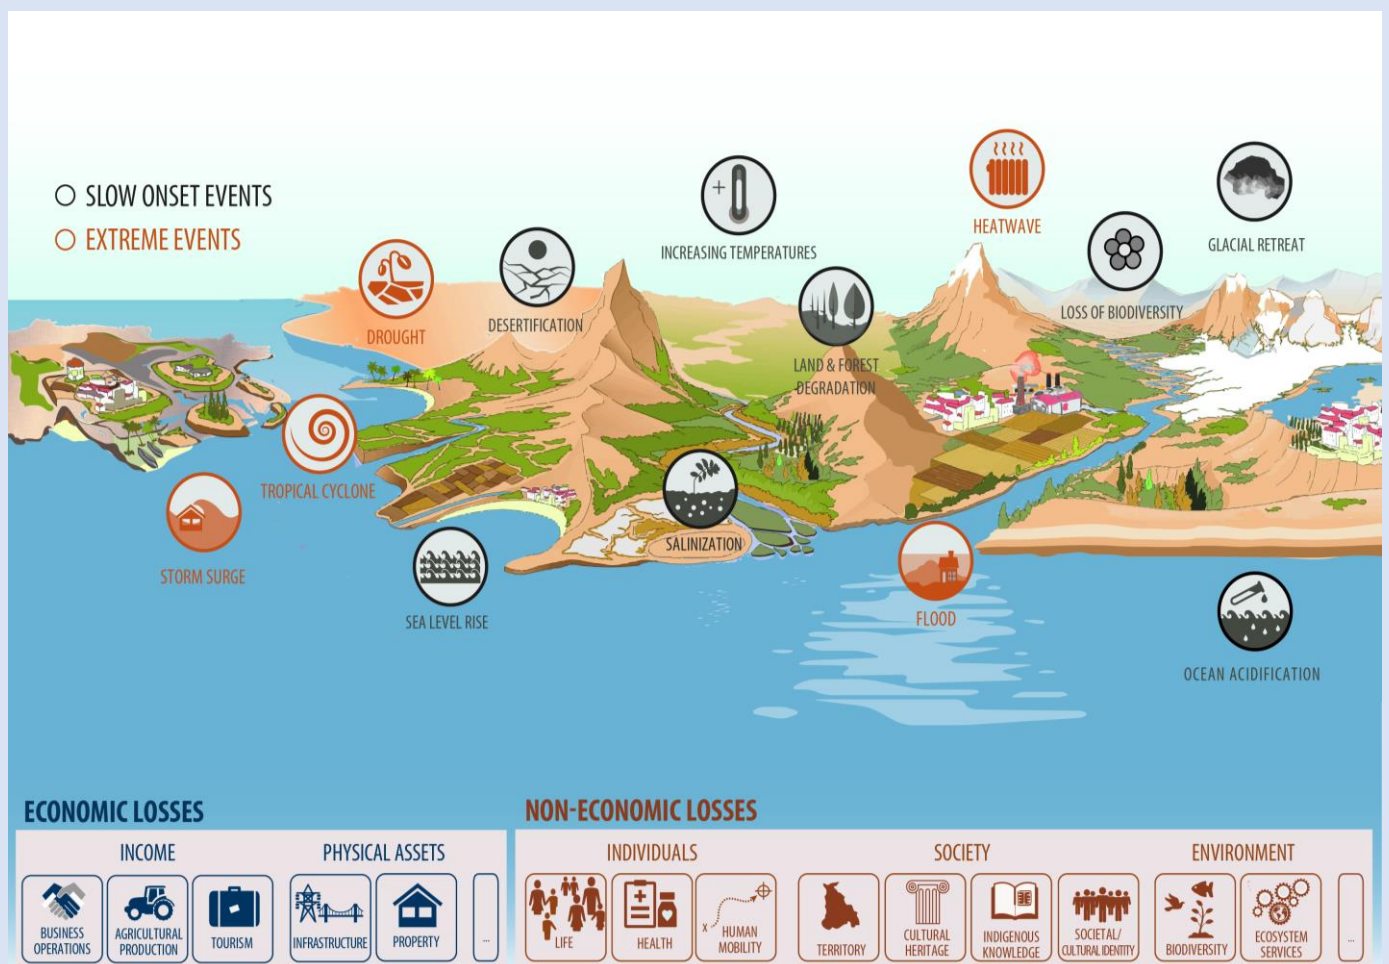 SLOW ONSET EVENTS
EXTREME EVENTS
HEATWAVE
GLACIAL RETREAT
INCREASING TEMPERATURES
LOSS OF BIODIVERSITY
DROUGHT
DESERTIFICATION
LAND & FOREST
DEGRADATION
TROPICAL CYCLONE
SALINIZATION
STORM SURGE
SEA LEVEL RISE
FLOOD
OCEAN ACIDIFICATION
ECONOMIC LOSSES
INCOME
PHYSICAL ASSETS
BUSINESS
OPERATIONS
AGRICULTURAL
PRODUCTION
TOURISM
INFRASTRUCTURE
PROPERTY
...
NON-ECONOMIC LOSSES
INDIVIDUALS
SOCIETY
ENVIRONMENT
LIFE
HEALTH
HUMAN
MOBILITY
TERRITORY
CULTURAL
HERITAGE
INDIGENOUS
KNOWLEDGE
SOCIETAL/
CULTURAL IDENTITY
BIODIVERSITY
ECOSYSTEM
SERVICES
...